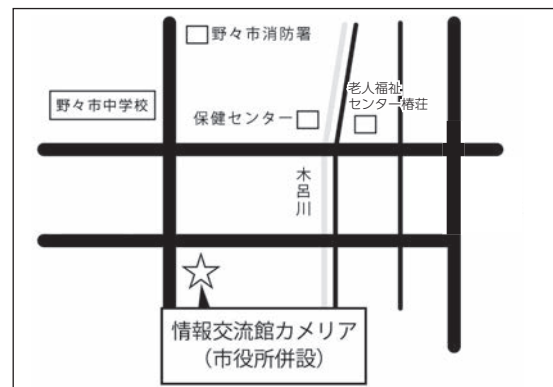 野々市消防署
野々市中学校
保健センター
老人福祉
センター椿荘
木呂川
情報交流館カメリア
(市役所併設)